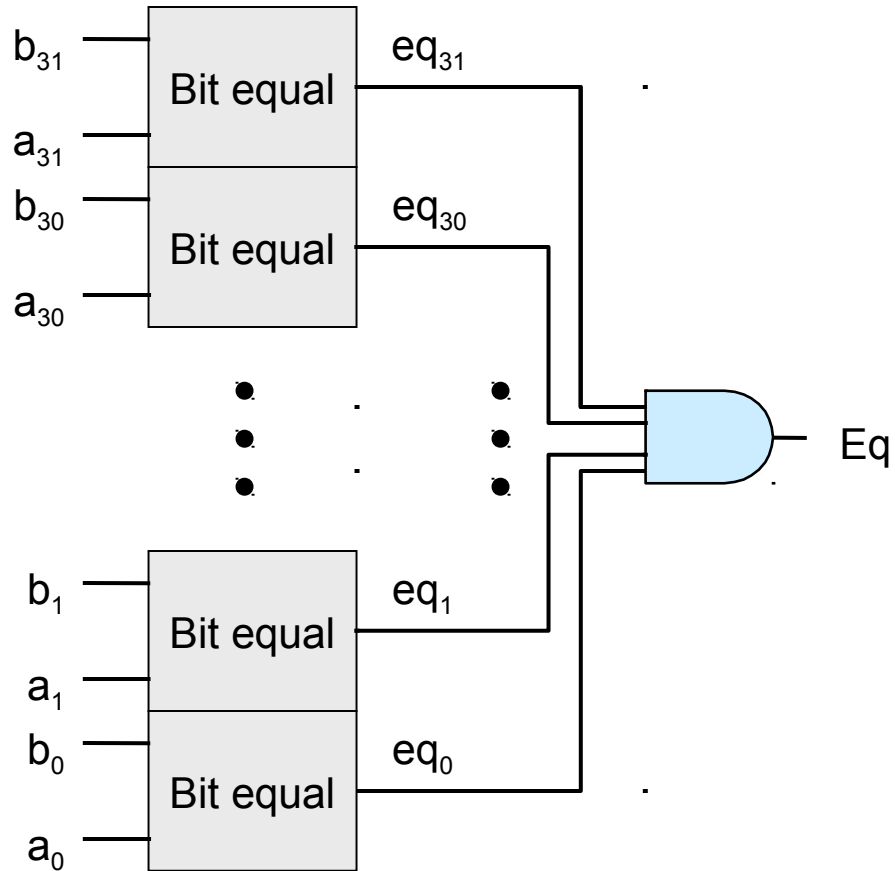 b₃₁
eq₃₁
Bit equal
a₃₁
b₃₀
eq₃₀
Bit equal
a₃₀
Eq
b₁
eq₁
Bit equal
a₁
b₀
eq₀
Bit equal
a₀